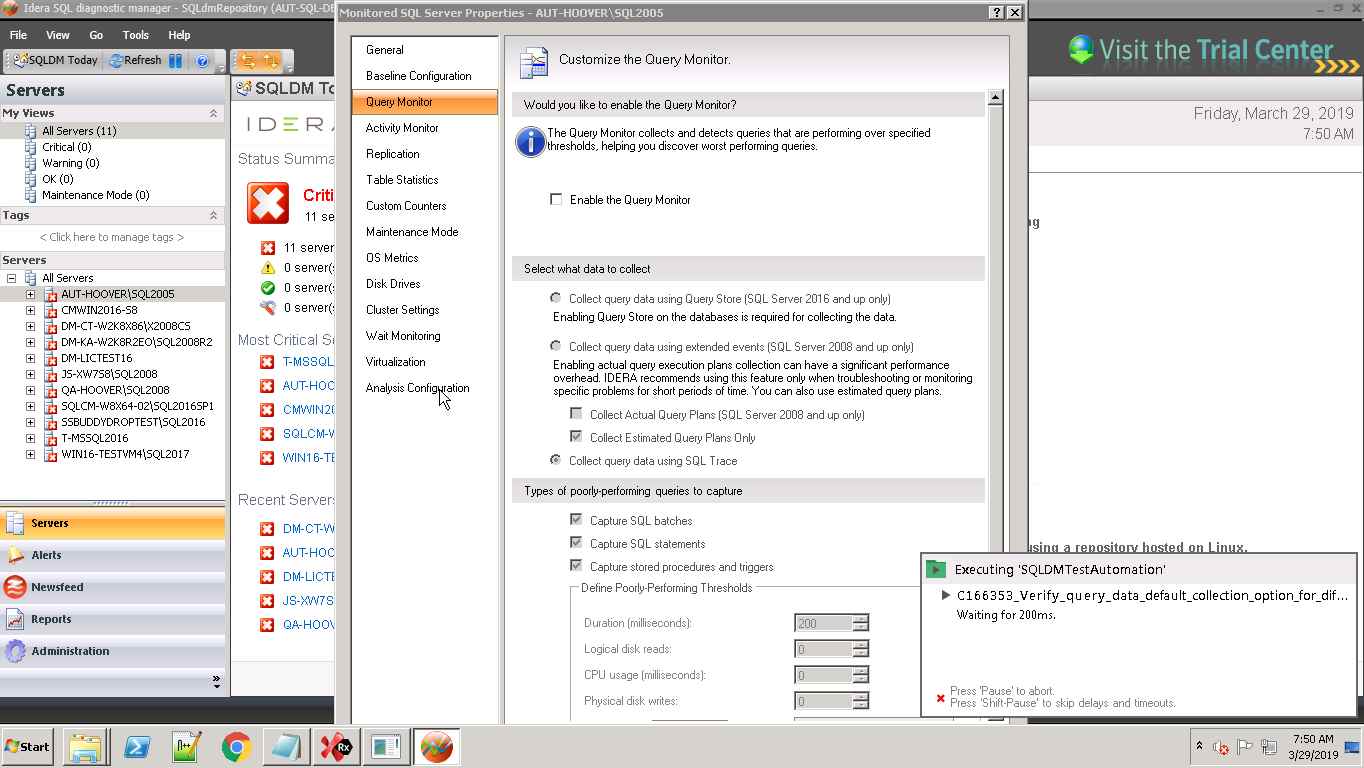 Idera SQL diagnostic manager - SQLdmRepository (AUT-SQL-DB
File View Go Tools Help
SQLDM Today Refresh
Servers
My Views
All Servers (11)
Critical (0)
Warning (0)
OK (0)
Maintenance Mode (0)
Tags
< Click here to manage tags >
Servers
All Servers
AUT-HOOVER\SQL2005
CMWIN2016-58
DM-CT-W2K8X86\X2008CS
DM-KA-W2K8R2EO\SQL2008R2
DM-LICTEST16
JS-XW7S8\SQL2008
QA-HOOVER\SQL2008
SQLCM-W8X64-02\SQL2016SP1
SSBUDDYDROPTEST\SQL2016
T-MSSQL2016
WIN16-TESTVM4\SQL2017
Servers
Alerts
Newsfeed
Reports
Administration
SQLDM To
IDERA
Status Summa
Criti
11 se
11 server
0 server(s
0 server(s
0 server(s
Most Critical Se
T-MSSQL
AUT-HOO
CMWIN20
SQLCM-W
WIN16-TE
Recent Servers
DM-CT-W
AUT-HOO
DM-LICTE
JS-XW7S
QA-HOOV
Monitored SQL Server Properties - AUT-HOOVER\SQL2005
General
Baseline Configuration
Query Monitor
Activity Monitor
Replication
Table Statistics
Custom Counters
Maintenance Mode
OS Metrics
Disk Drives
Cluster Settings
Wait Monitoring
Virtualization
Analysis Configuration
Customize the Query Monitor.
Would you like to enable the Query Monitor?
The Query Monitor collects and detects queries that are performing over specified
thresholds, helping you discover worst performing queries.
Enable the Query Monitor
Select what data to collect
Collect query data using Query Store (SQL Server 2016 and up only)
Enabling Query Store on the databases is required for collecting the data.
Collect query data using extended events (SQL Server 2008 and up only)
Enabling actual query execution plans collection can have a significant performance
overhead. IDERA recommends using this feature only when troubleshooting or monitoring
specific problems for short periods of time. You can also use estimated query plans.
Collect Actual Query Plans (SQL Server 2008 and up only)
Collect Estimated Query Plans Only
Collect query data using SQL Trace
Types of poorly-performing queries to capture
Capture SQL batches
Capture SQL statements
Capture stored procedures and triggers
Define Poorly-Performing Thresholds
Duration (milliseconds): 200
Logical disk reads: 0
CPU usage (milliseconds): 0
Physical disk writes: 0
Visit the Trial Center
Friday, March 29, 2019
7:50 AM
ng
using a repository hosted on Linux.
Executing 'SQLDMTestAutomation'
C166353_Verify_query_data_default_collection_option_for_dif...
Waiting for 200ms.
Press 'Pause' to abort.
Press 'Shift-Pause' to skip delays and timeouts.
Start
Rx
7:50 AM
3/29/2019